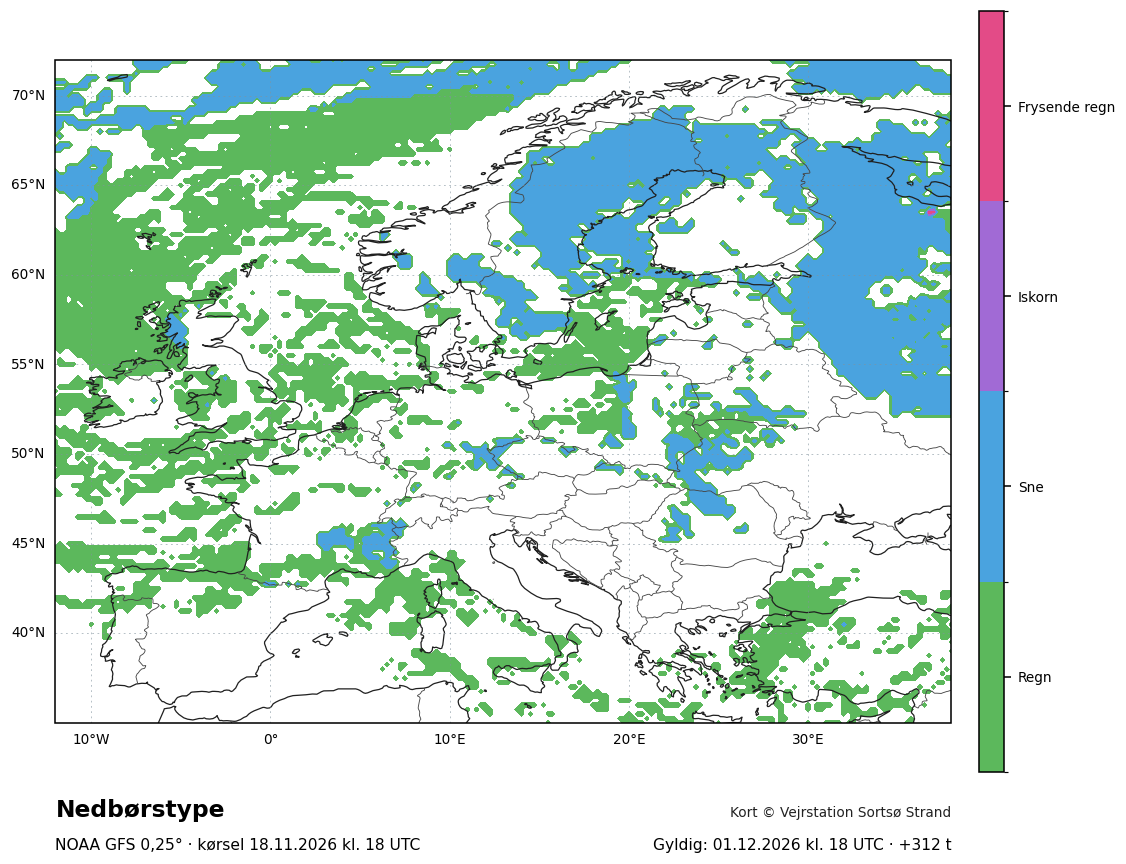 70°N
65°N
60°N
55°N
50°N
45°N
40°N
10°W
0°
10°E
20°E
30°E
Frysende regn
Iskorn
Sne
Regn
Nedbørstype
Kort © Vejrstation Sortsø Strand
NOAA GFS 0,25° · kørsel 18.11.2026 kl. 18 UTC
Gyldig: 01.12.2026 kl. 18 UTC · +312 t